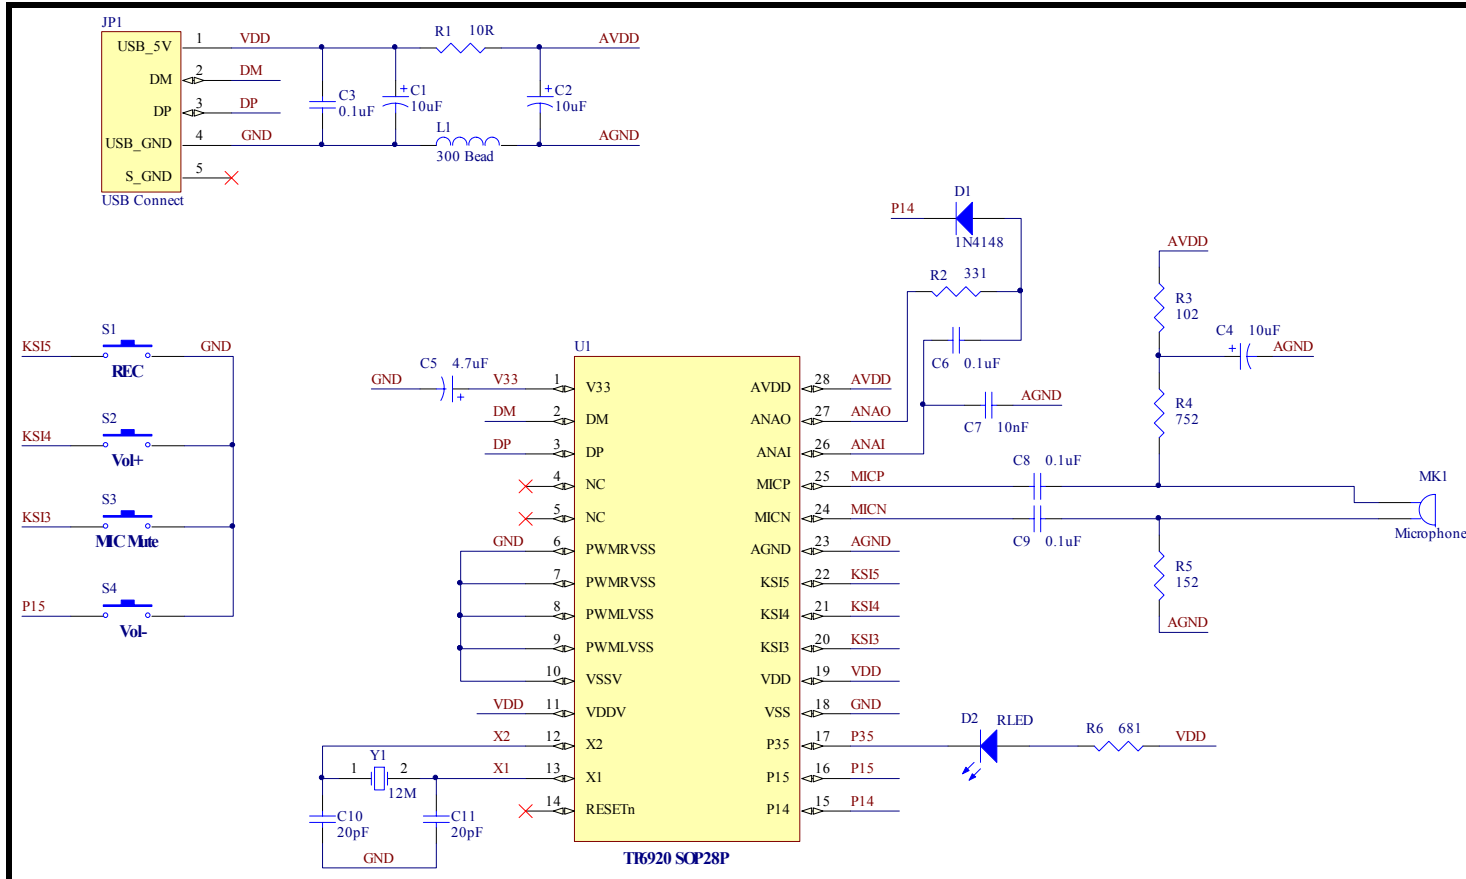 JP1
USB_5V 1 VDD
DM 2 DM
DP 3 DP
USB_GND 4 GND
S_GND 5
USB Connect
R1 10R
AVDD
C3
0.1uF
+ C1
10uF
+ C2
10uF
L1
300 Bead
AGND
D1
P14
1N4148
R2 331
C6 0.1uF
AGND
C7 10nF
AVDD
R3
102
C4 10uF
+
AGND
R4
752
C8 0.1uF
C9 0.1uF
MK1
Microphone
R5
152
AGND
S1
KSI5 GND
REC
S2
KSI4
Vol+
S3
KSI3
MIC Mute
S4
P15
Vol-
C5 4.7uF
GND V33
+
U1
1 V33 AVDD 28 AVDD
DM 2 DM ANAO 27 ANAO
DP 3 DP ANAI 26 ANAI
4 NC MICP 25 MICP
5 NC MICN 24 MICN
GND 6 PWMRVSS AGND 23 AGND
7 PWMRVSS KSI5 22 KSI5
8 PWMLVSS KSI4 21 KSI4
9 PWMLVSS KSI3 20 KSI3
10 VSSV VDD 19 VDD
VDD 11 VDDV VSS 18 GND
X2 12 X2 P35 17 P35
X1 13 X1 P15 16 P15
14 RESETn P14 15 P14
TP6920 SOP28P
D2 RLED
R6 681
VDD
Y1
1 2
12M
C10
20pF
C11
20pF
GND